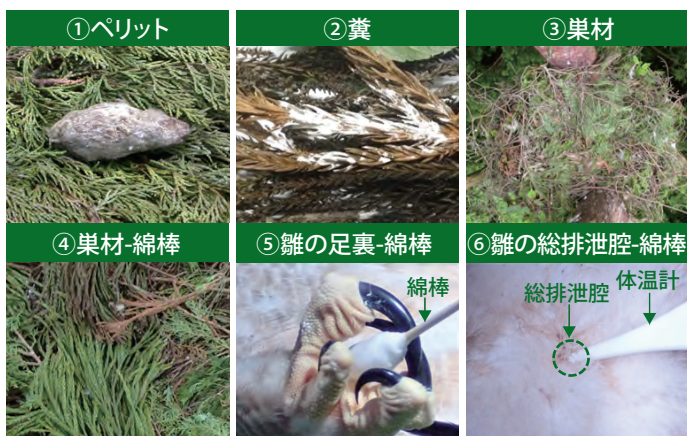 ①ペリット
②糞
③巣材
④巣材-綿棒
⑤雛の足裏-綿棒
⑥雛の総排泄腔-綿棒
綿棒
総排泄腔
体温計